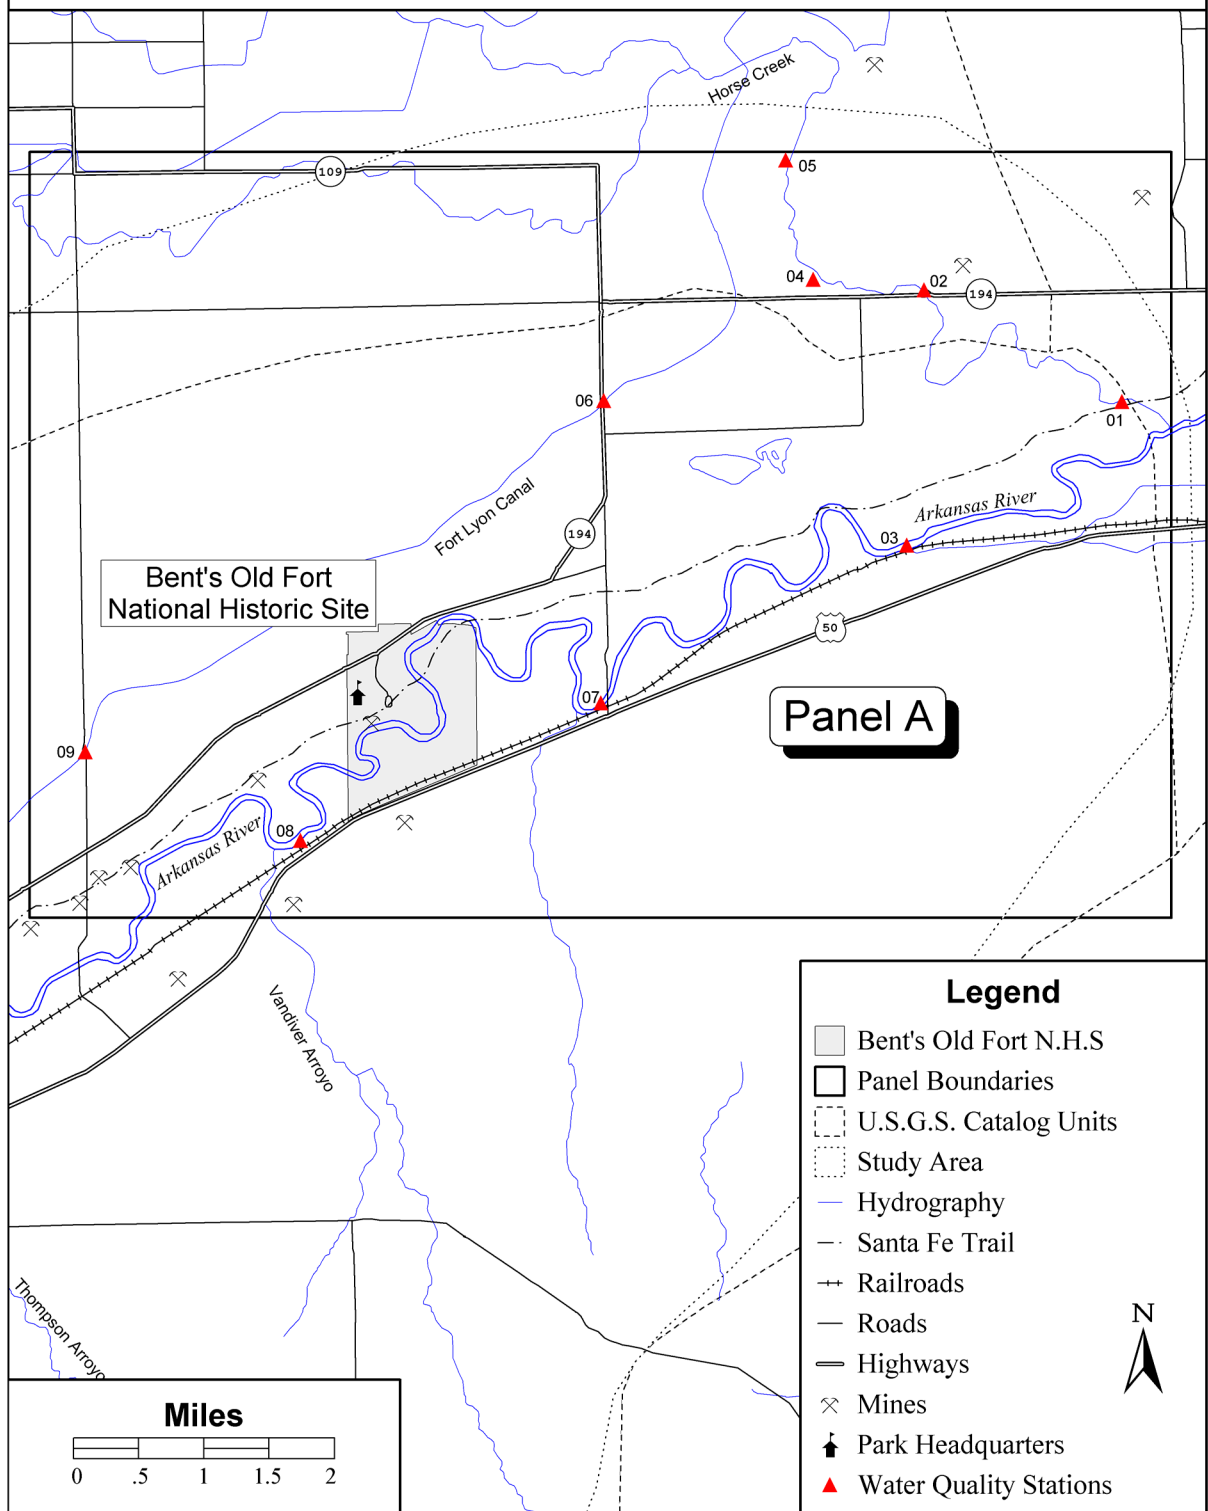 Horse Creek
05
109
04
02
194
06
01
Fort Lyon Canal
Arkansas River
194
03
Bent's Old Fort
National Historic Site
50
07
Panel A
09
08
Arkansas River
Vandiver Arroyo
Thompson Arroyo
Legend
Bent's Old Fort N.H.S
Panel Boundaries
U.S.G.S. Catalog Units
Study Area
Hydrography
Santa Fe Trail
Railroads
Roads
Highways
Mines
Park Headquarters
Water Quality Stations
N
Miles
0 .5 1 1.5 2